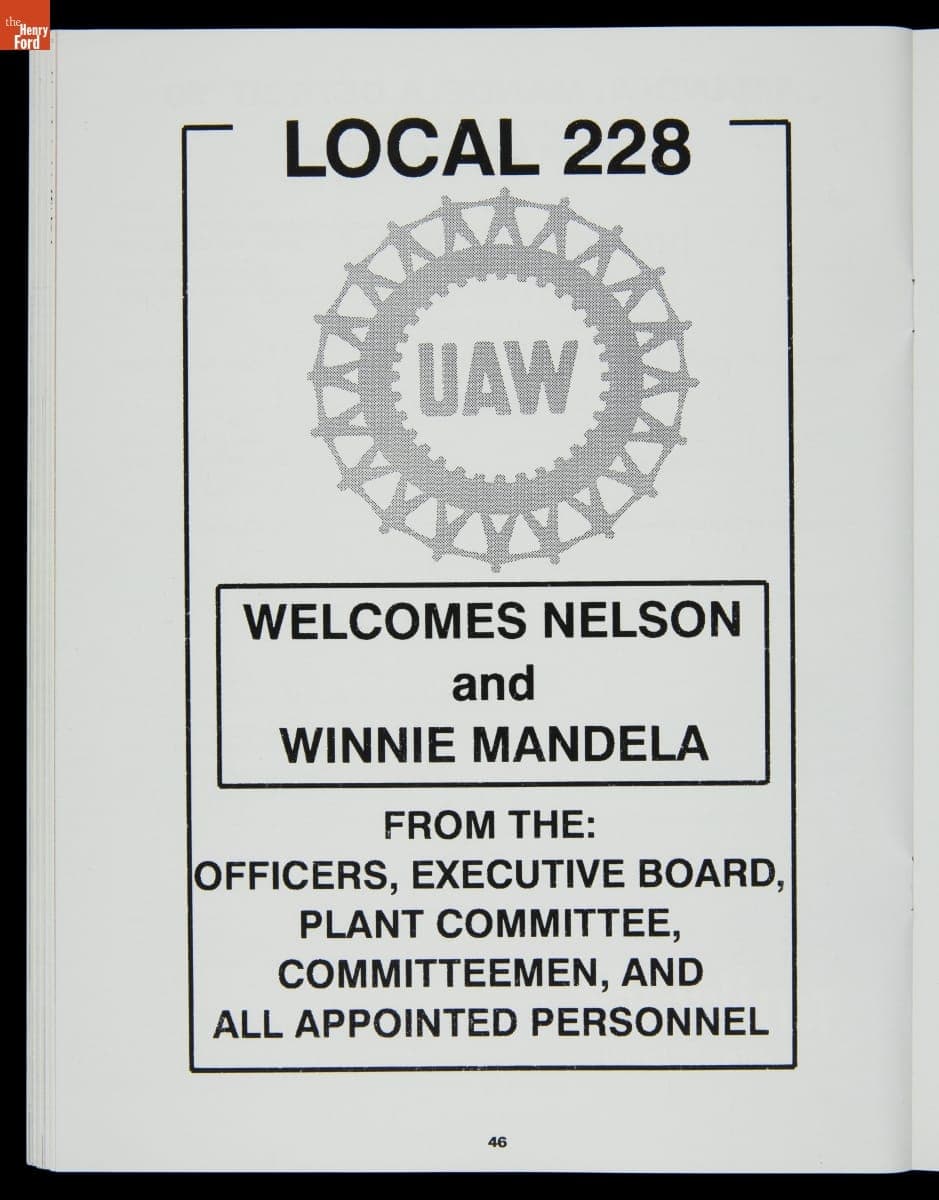 the
Henry
Ford
LOCAL 228
UAW
WELCOMES NELSON
and
WINNIE MANDELA
FROM THE:
OFFICERS, EXECUTIVE BOARD,
PLANT COMMITTEE,
COMMITTEEMEN, AND
ALL APPOINTED PERSONNEL
46